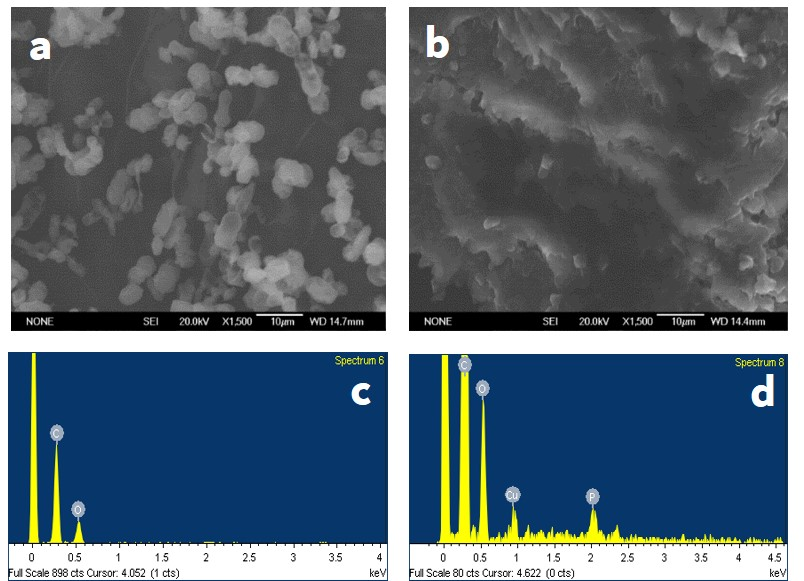 a
b
NONE SEI 20.0kV X1,500 10μm WD 14.7mm
NONE SEI 20.0kV X1,500 10μm WD 14.4mm
Spectrum 6
c
C
O
0 0.5 1 1.5 2 2.5 3 3.5 4
Full Scale 898 cts Cursor: 4.052 (1 cts) keV
Spectrum 8
d
C
O
Cu
P
0 0.5 1 1.5 2 2.5 3 3.5 4 4.5
Full Scale 80 cts Cursor: 4.622 (0 cts) keV